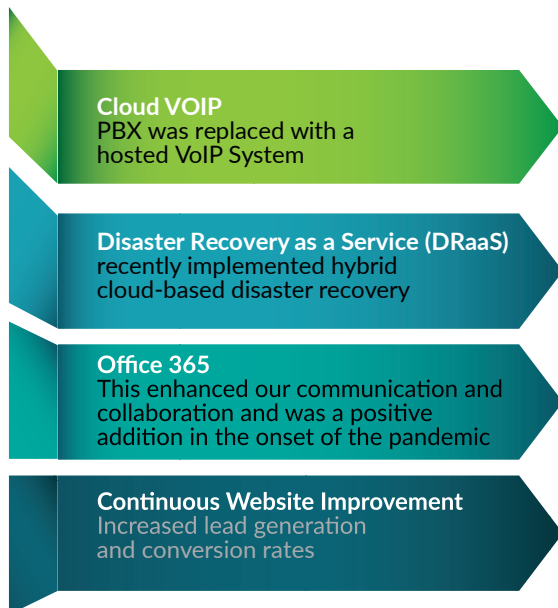 Cloud VOIP
PBX was replaced with a
hosted VoIP System
Disaster Recovery as a Service (DRaaS)
recently implemented hybrid
cloud-based disaster recovery
Office 365
This enhanced our communication and
collaboration and was a positive
addition in the onset of the pandemic
Continuous Website Improvement
Increased lead generation
and conversion rates